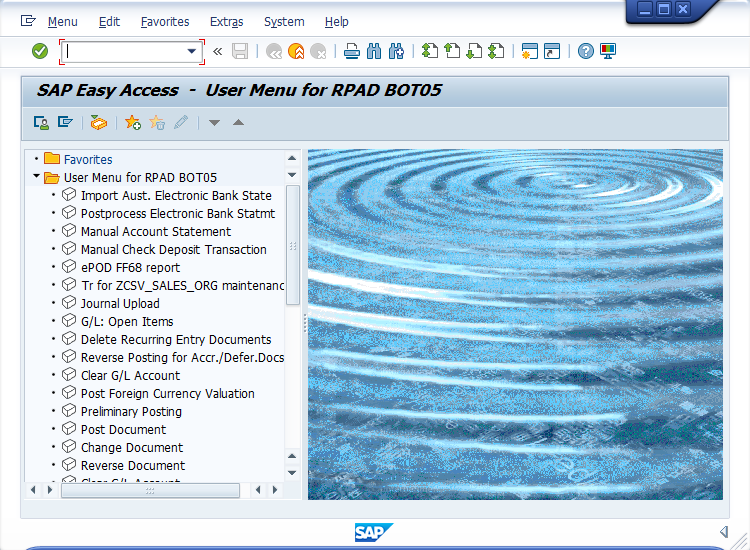 Menu Edit Favorites Extras System Help
SAP Easy Access - User Menu for RPAD BOT05
Favorites
User Menu for RPAD BOT05
Import Aust. Electronic Bank State
Postprocess Electronic Bank Statmt
Manual Account Statement
Manual Check Deposit Transaction
ePOD FF68 report
Tr for ZCSV_SALES_ORG maintenanc
Journal Upload
G/L: Open Items
Delete Recurring Entry Documents
Reverse Posting for Accr./Defer.Docs
Clear G/L Account
Post Foreign Currency Valuation
Preliminary Posting
Post Document
Change Document
Reverse Document
Clear G/L Account
SAP